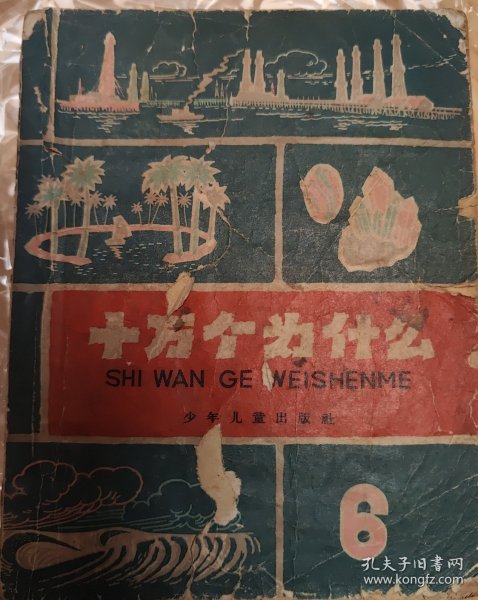 十万个为什么
SHI WAN GE WEISHENME
少年儿童出版社
6
孔夫子旧书网
www.kongfz.com